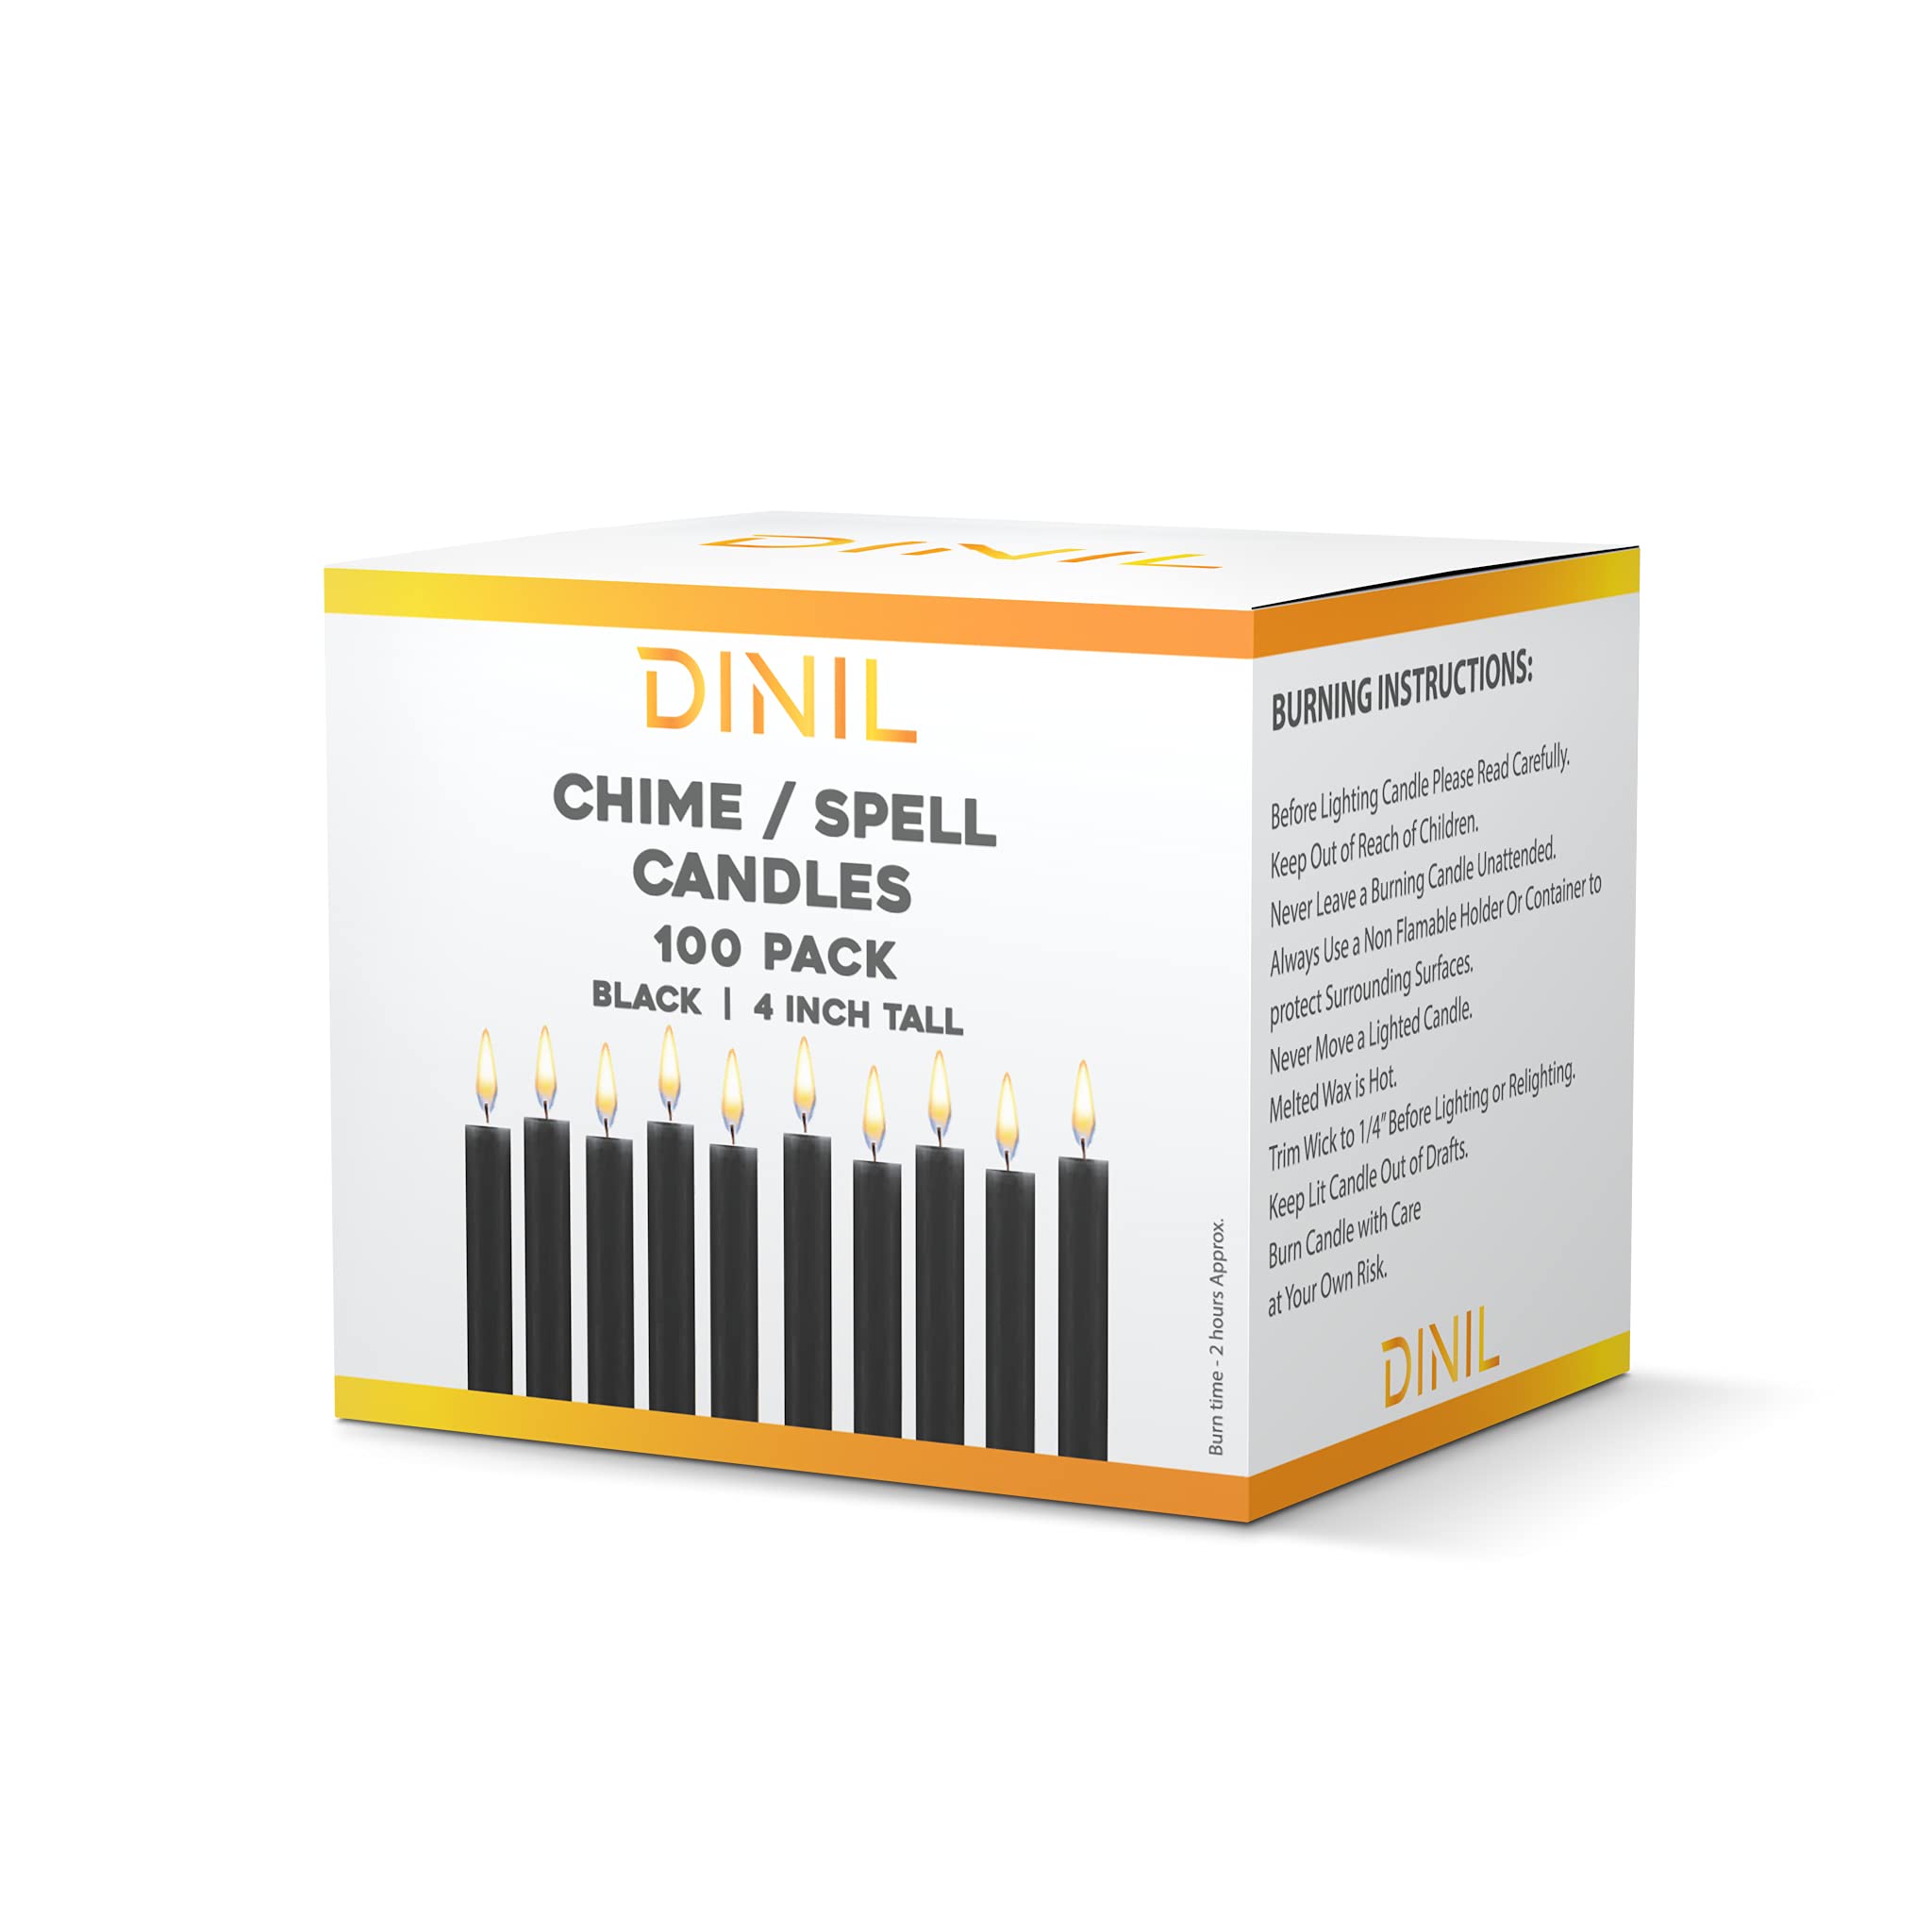 DINIL
DINIL
CHIME / SPELL
CANDLES
100 PACK
BLACK | 4 INCH TALL
Burn time - 2 hours Approx.
BURNING INSTRUCTIONS:
Before Lighting Candle Please Read Carefully.
Keep Out of Reach of Children.
Never Leave a Burning Candle Unattended.
Always Use a Non Flamable Holder Or Container to
protect Surrounding Surfaces.
Never Move a Lighted Candle.
Melted Wax is Hot.
Trim Wick to 1/4" Before Lighting or Relighting.
Keep Lit Candle Out of Drafts.
Burn Candle with Care
at Your Own Risk.
DINIL